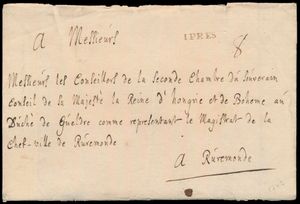 A Messieurs
IPRES
8
Messieurs les Conseillers de la seconde Chambre du souverain
Conseil de la Majesté la Reine d'hongrie et de Boheme au
Duché de Gueldre comme representant le Magistrat de la
Chef-ville de Ruremonde
A Ruremonde